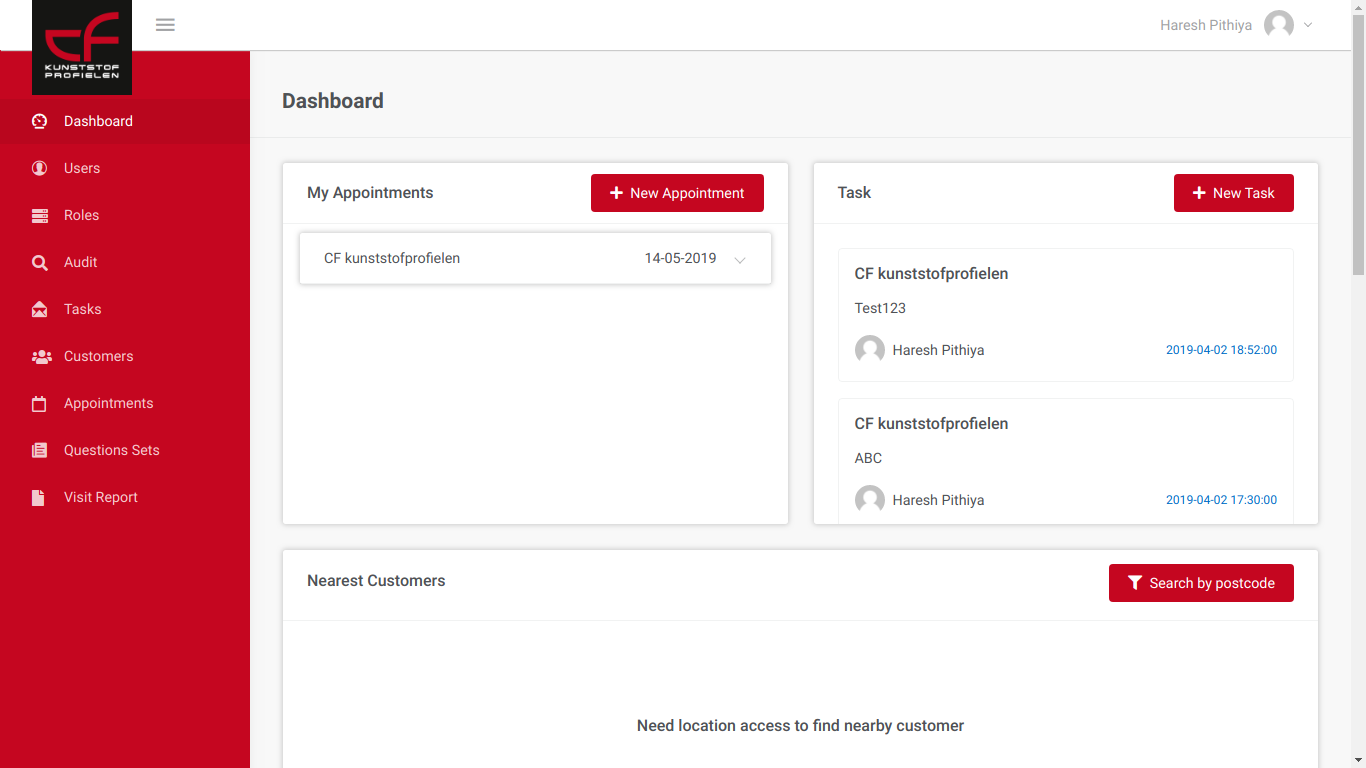 CF
KUNSTSTOF
PROFIELEN
Haresh Pithiya
Dashboard
Users
Roles
Audit
Tasks
Customers
Appointments
Questions Sets
Visit Report
Dashboard
My Appointments
New Appointment
CF kunststofprofielen 14-05-2019
Task
New Task
CF kunststofprofielen
Test123
Haresh Pithiya 2019-04-02 18:52:00
CF kunststofprofielen
ABC
Haresh Pithiya 2019-04-02 17:30:00
Nearest Customers
Search by postcode
Need location access to find nearby customer